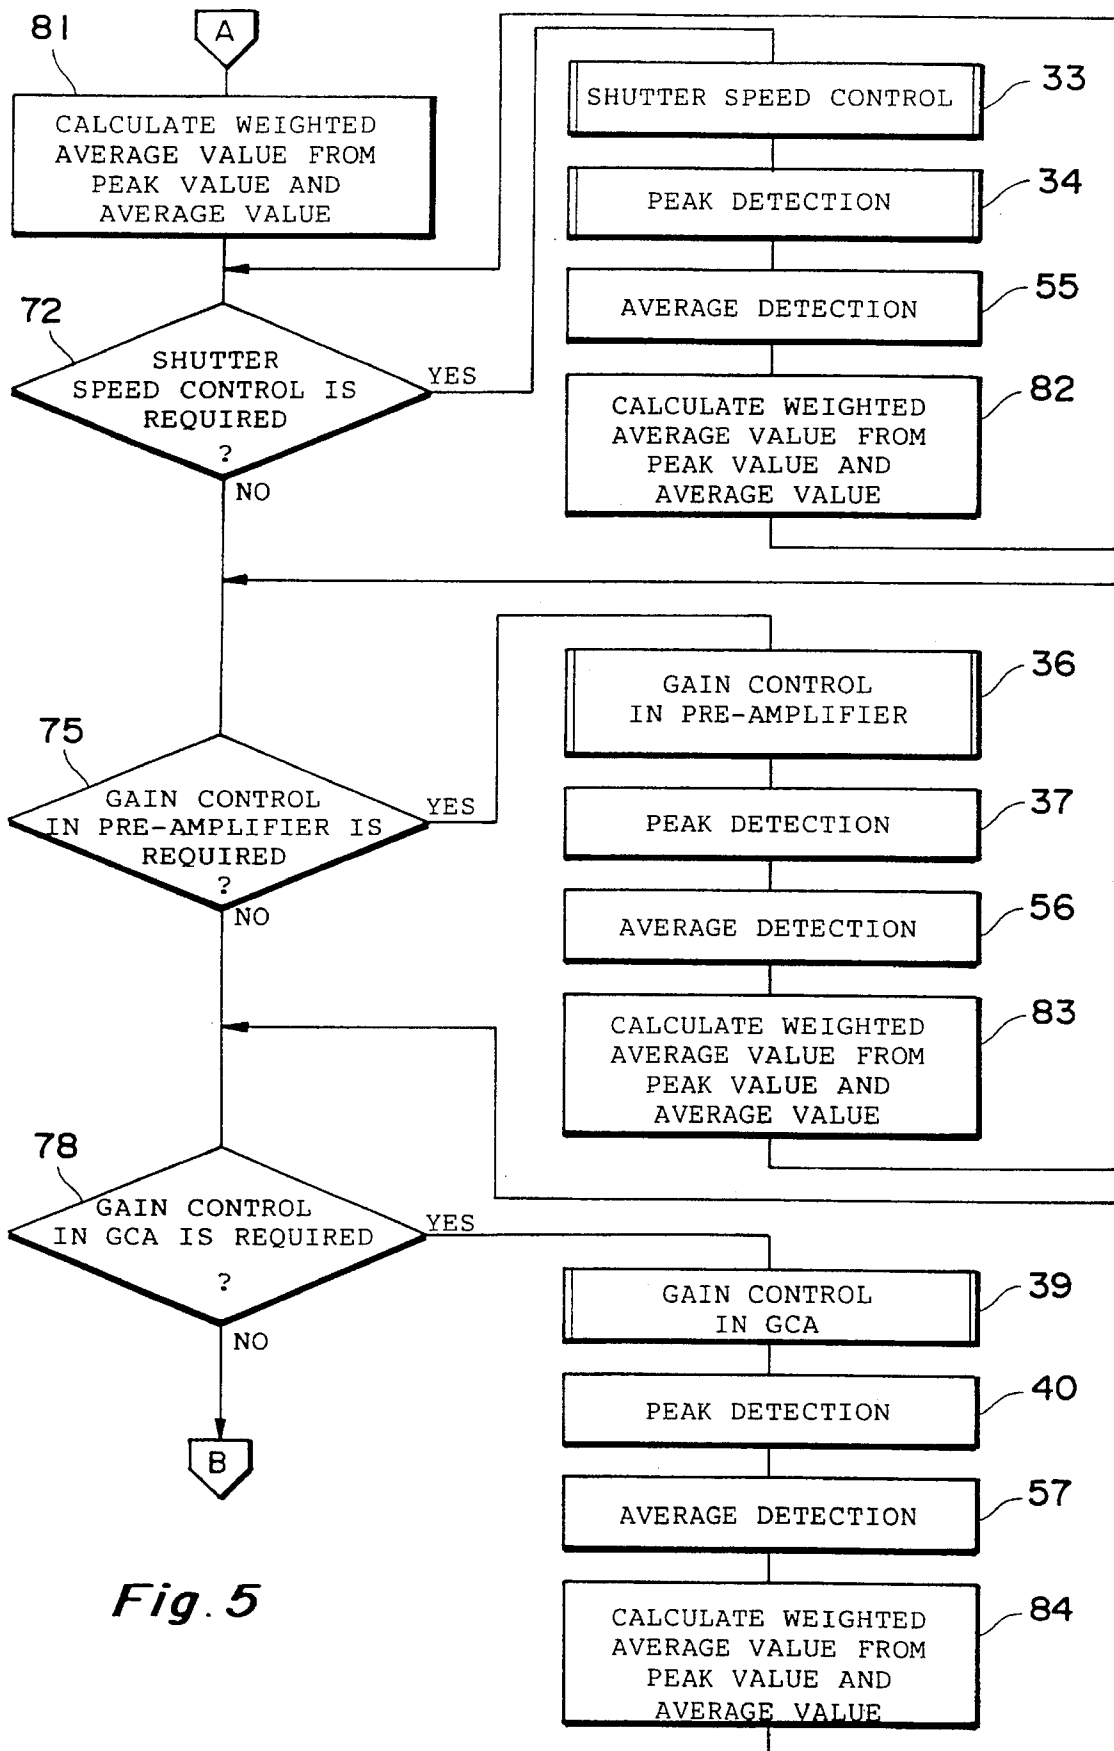 81
A
CALCULATE WEIGHTED
AVERAGE VALUE FROM
PEAK VALUE AND
AVERAGE VALUE
72
SHUTTER
SPEED CONTROL IS
REQUIRED
?
YES
NO
SHUTTER SPEED CONTROL
33
PEAK DETECTION
34
AVERAGE DETECTION
55
CALCULATE WEIGHTED
AVERAGE VALUE FROM
PEAK VALUE AND
AVERAGE VALUE
82
75
GAIN CONTROL
IN PRE-AMPLIFIER IS
REQUIRED
?
YES
NO
GAIN CONTROL
IN PRE-AMPLIFIER
36
PEAK DETECTION
37
AVERAGE DETECTION
56
CALCULATE WEIGHTED
AVERAGE VALUE FROM
PEAK VALUE AND
AVERAGE VALUE
83
78
GAIN CONTROL
IN GCA IS REQUIRED
?
YES
NO
B
GAIN CONTROL
IN GCA
39
PEAK DETECTION
40
AVERAGE DETECTION
57
CALCULATE WEIGHTED
AVERAGE VALUE FROM
PEAK VALUE AND
AVERAGE VALUE
84
Fig. 5